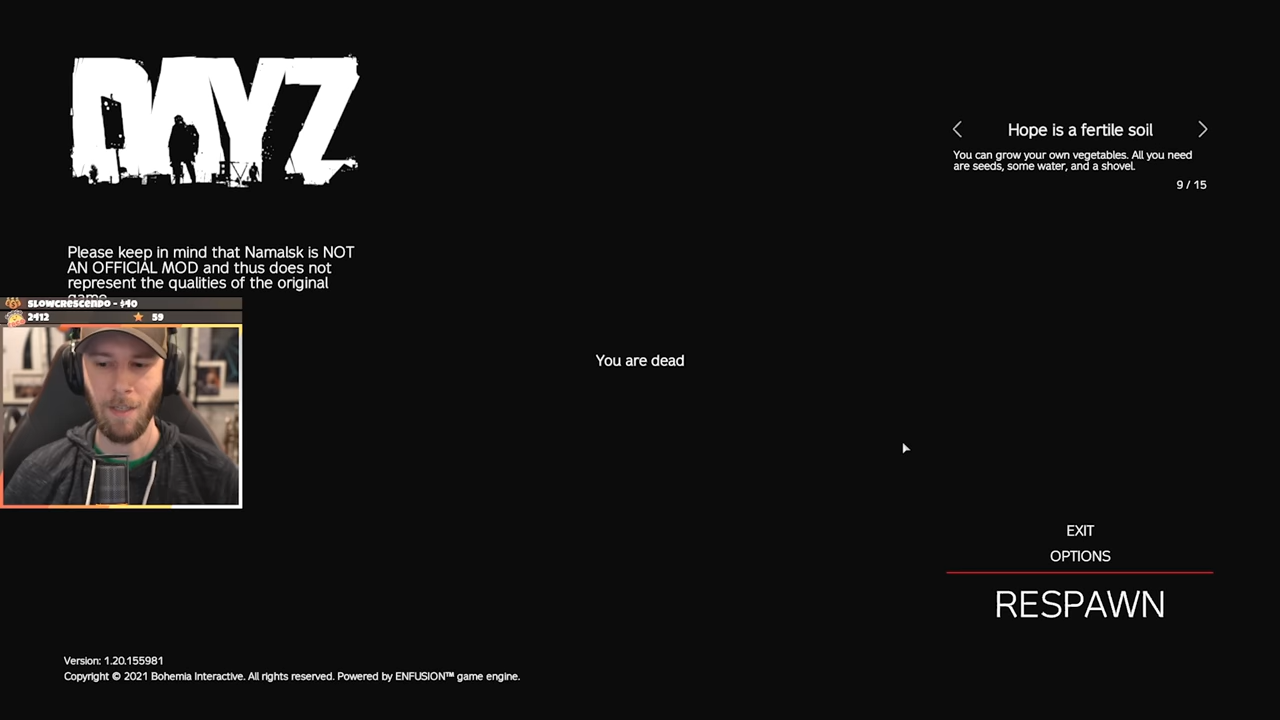 DAYZ
Hope is a fertile soil
You can grow your own vegetables. All you need
are seeds, some water, and a shovel.
9 / 15
Please keep in mind that Namalsk is NOT
AN OFFICIAL MOD and thus does not
represent the qualities of the original
game
SLOWCRESCENDO - $40
2412
59
You are dead
EXIT
OPTIONS
RESPAWN
Version: 1.20.155981
Copyright © 2021 Bohemia Interactive. All rights reserved. Powered by ENFUSION™ game engine.